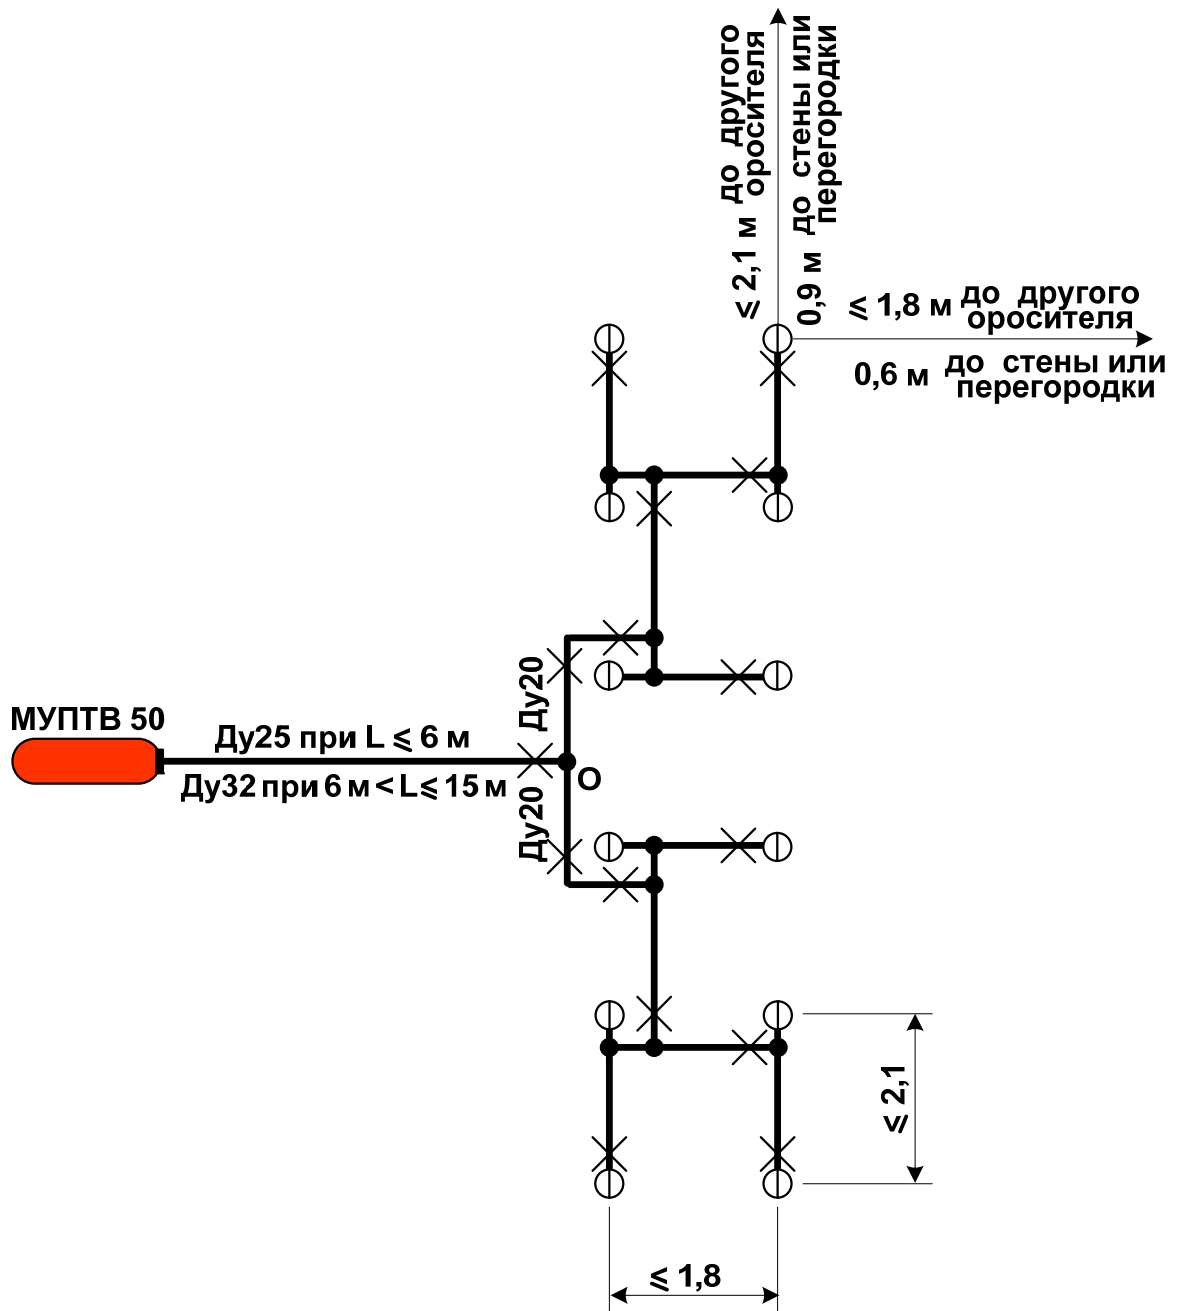 ≤ 2,1 м до другого
оросителя
0,9 м до стены или
перегородки
≤ 1,8 м до другого
оросителя
0,6 м до стены или
перегородки
МУПТВ 50
Ду25 при L ≤ 6 м
Ду32 при 6 м < L ≤ 15 м
Ду20
Ду20
О
≤ 2,1
≤ 1,8